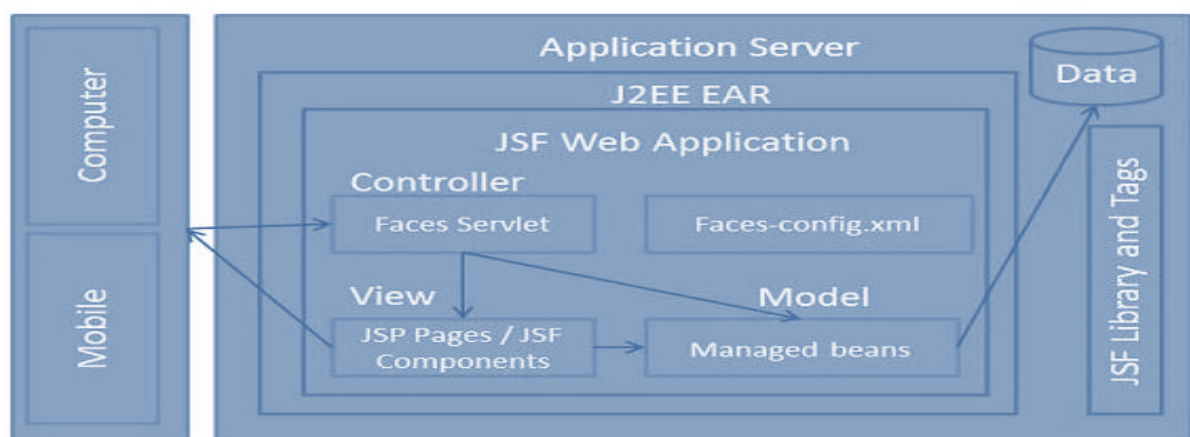 Computer
Mobile
Application Server
J2EE EAR
JSF Web Application
Controller
Faces Servlet
Faces-config.xml
View
JSP Pages / JSF
Components
Model
Managed beans
Data
JSF Library and Tags